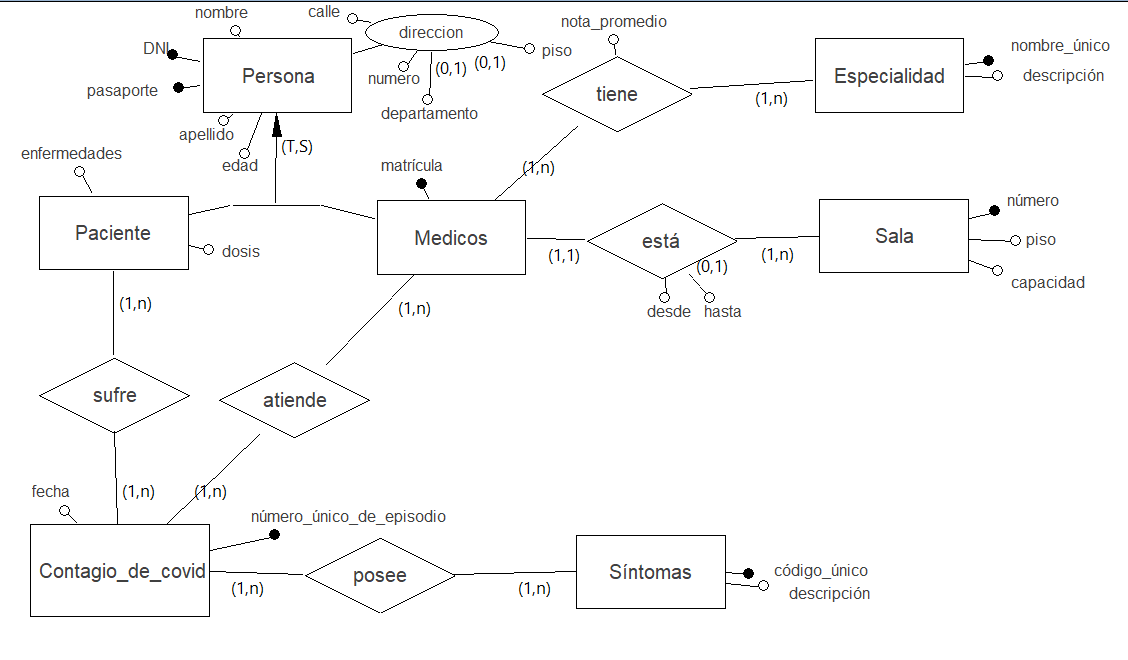 calle
nombre
nota_promedio
direccion
DNI
piso
nombre_único
Persona
(0,1)
(0,1)
numero
Especialidad
descripción
pasaporte
tiene
(1,n)
departamento
apellido
(T,S)
edad
enfermedades
matrícula
(1,n)
número
Paciente
Medicos
está
Sala
piso
dosis
(1,1)
(0,1)
(1,n)
capacidad
(1,n)
(1,n)
desde
hasta
sufre
atiende
fecha
(1,n)
(1,n)
número_único_de_episodio
Contagio_de_covid
(1,n)
posee
(1,n)
Síntomas
código_único
descripción